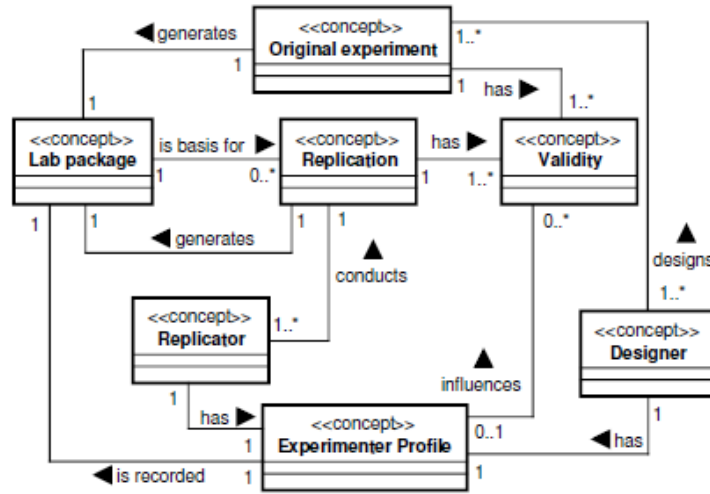 <<concept>>
Original experiment
◀ generates
1
1..*
1
has ▶
1
1..*
<<concept>>
Lab package
is basis for ▶
1
0..*
<<concept>>
Replication
has ▶
1
1..*
<<concept>>
Validity
1
1
◀ generates
1
1
0..*
▲
conducts
▲
designs
1..*
<<concept>>
Replicator
1..*
<<concept>>
Designer
▲
influences
1
has ▶
1
<<concept>>
Experimenter Profile
0..1
1
◀ has
1
◀ is recorded
1